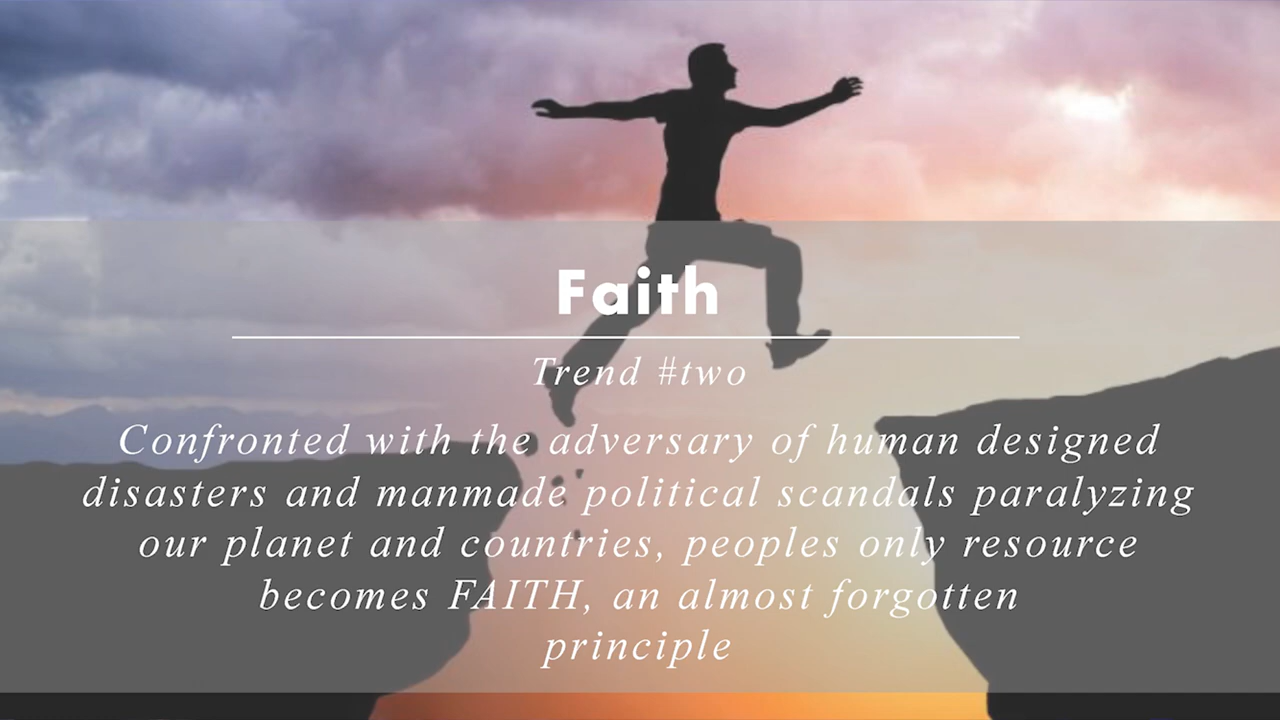 Faith
Trend #two
Confronted with the adversary of human designed
disasters and manmade political scandals paralyzing
our planet and countries, peoples only resource
becomes FAITH, an almost forgotten
principle